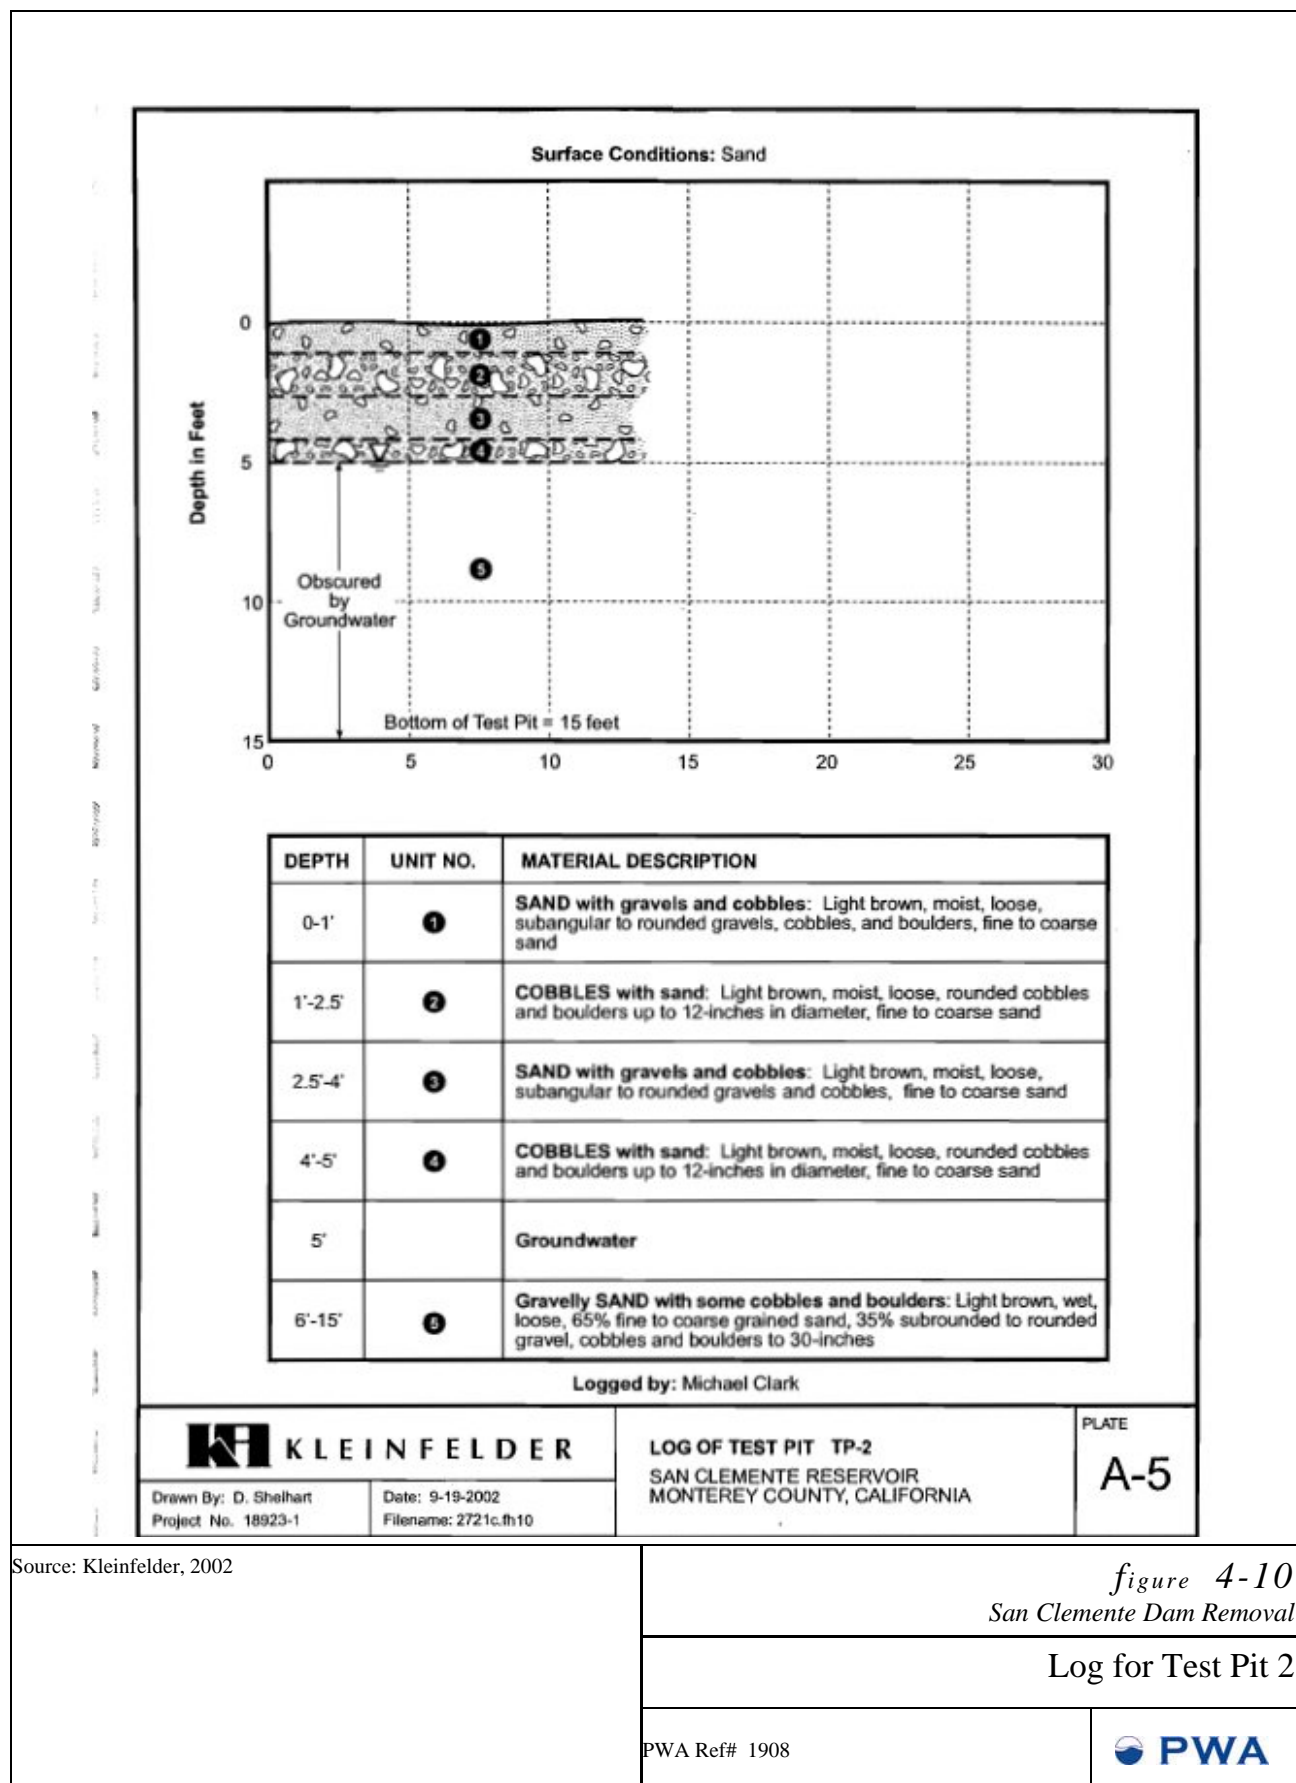 Surface Conditions: Sand
Depth in Feet
0
5
10
15
1
2
3
4
5
Obscured
by
Groundwater
Bottom of Test Pit = 15 feet
0 5 10 15 20 25 30
DEPTH UNIT NO. MATERIAL DESCRIPTION
0-1' 1 SAND with gravels and cobbles: Light brown, moist, loose,
subangular to rounded gravels, cobbles, and boulders, fine to coarse
sand
1'-2.5' 2 COBBLES with sand: Light brown, moist, loose, rounded cobbles
and boulders up to 12-inches in diameter, fine to coarse sand
2.5'-4' 3 SAND with gravels and cobbles: Light brown, moist, loose,
subangular to rounded gravels and cobbles, fine to coarse sand
4'-5' 4 COBBLES with sand: Light brown, moist, loose, rounded cobbles
and boulders up to 12-inches in diameter, fine to coarse sand
5' Groundwater
6'-15' 5 Gravelly SAND with some cobbles and boulders: Light brown, wet,
loose, 65% fine to coarse grained sand, 35% subrounded to rounded
gravel, cobbles and boulders to 30-inches
Logged by: Michael Clark
KLEINFELDER
Drawn By: D. Shelhart
Project No. 18923-1
Date: 9-19-2002
Filename: 2721c.fh10
LOG OF TEST PIT TP-2
SAN CLEMENTE RESERVOIR
MONTEREY COUNTY, CALIFORNIA
PLATE
A-5
Source: Kleinfelder, 2002
figure 4-10
San Clemente Dam Removal
Log for Test Pit 2
PWA Ref# 1908
PWA